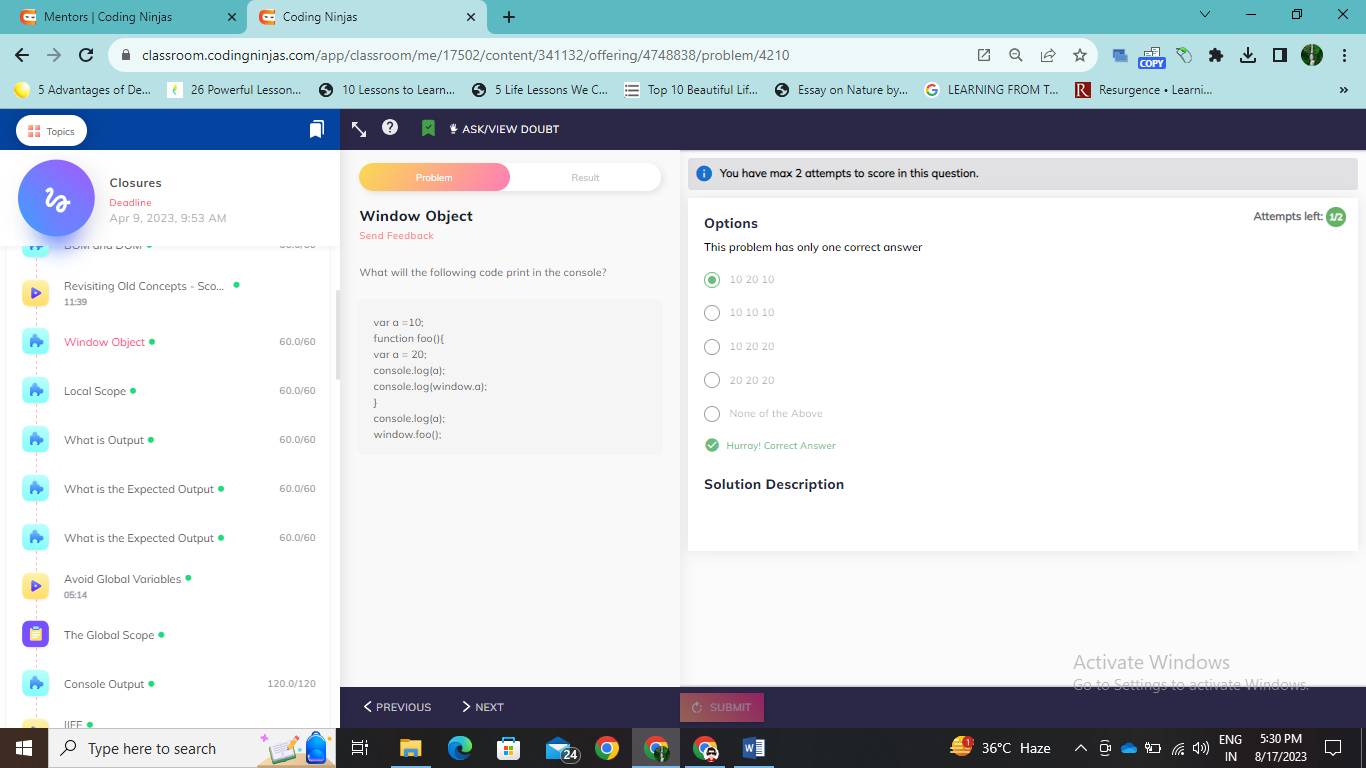 Mentors | Coding Ninjas
Coding Ninjas
classroom.codingninjas.com/app/classroom/me/17502/content/341132/offering/4748838/problem/4210
COPY
5 Advantages of De...
26 Powerful Lesson...
10 Lessons to Learn...
5 Life Lessons We C...
Top 10 Beautiful Lif...
Essay on Nature by...
LEARNING FROM T...
Resurgence • Learni...
Topics
ASK/VIEW DOUBT
Closures
Deadline
Apr 9, 2023, 9:53 AM
BOM and DOM
60.0/60
Revisiting Old Concepts - Sco...
11:39
Window Object
60.0/60
Local Scope
60.0/60
What is Output
60.0/60
What is the Expected Output
60.0/60
What is the Expected Output
60.0/60
Avoid Global Variables
05:14
The Global Scope
Console Output
120.0/120
IIFE
Problem
Result
Window Object
Send Feedback
What will the following code print in the console?
var a =10;
function foo(){
var a = 20;
console.log(a);
console.log(window.a);
}
console.log(a);
window.foo();
PREVIOUS
NEXT
You have max 2 attempts to score in this question.
Options
Attempts left: 1/2
This problem has only one correct answer
10 20 10
10 10 10
10 20 20
20 20 20
None of the Above
Hurray! Correct Answer
Solution Description
Activate Windows
Go to Settings to activate Windows.
SUBMIT
Type here to search
24
1
36°C Haze
ENG
IN
5:30 PM
8/17/2023